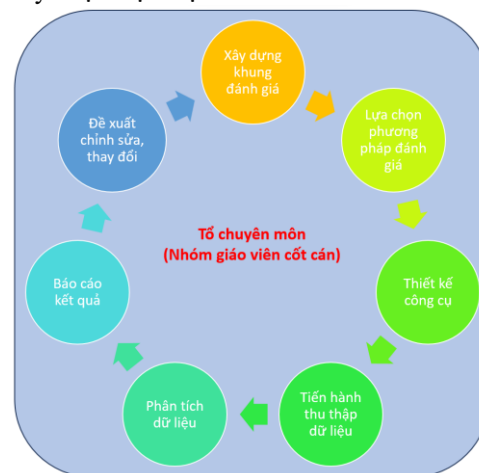 Xây dựng
khung
đánh giá
Lựa chọn
phương
pháp đánh
giá
Thiết kế
công cụ
Tiến hành
thu thập
dữ liệu
Phân tích
dữ liệu
Báo cáo
kết quả
Đề xuất
chỉnh sửa,
thay đổi
Tổ chuyên môn
(Nhóm giáo viên cốt cán)